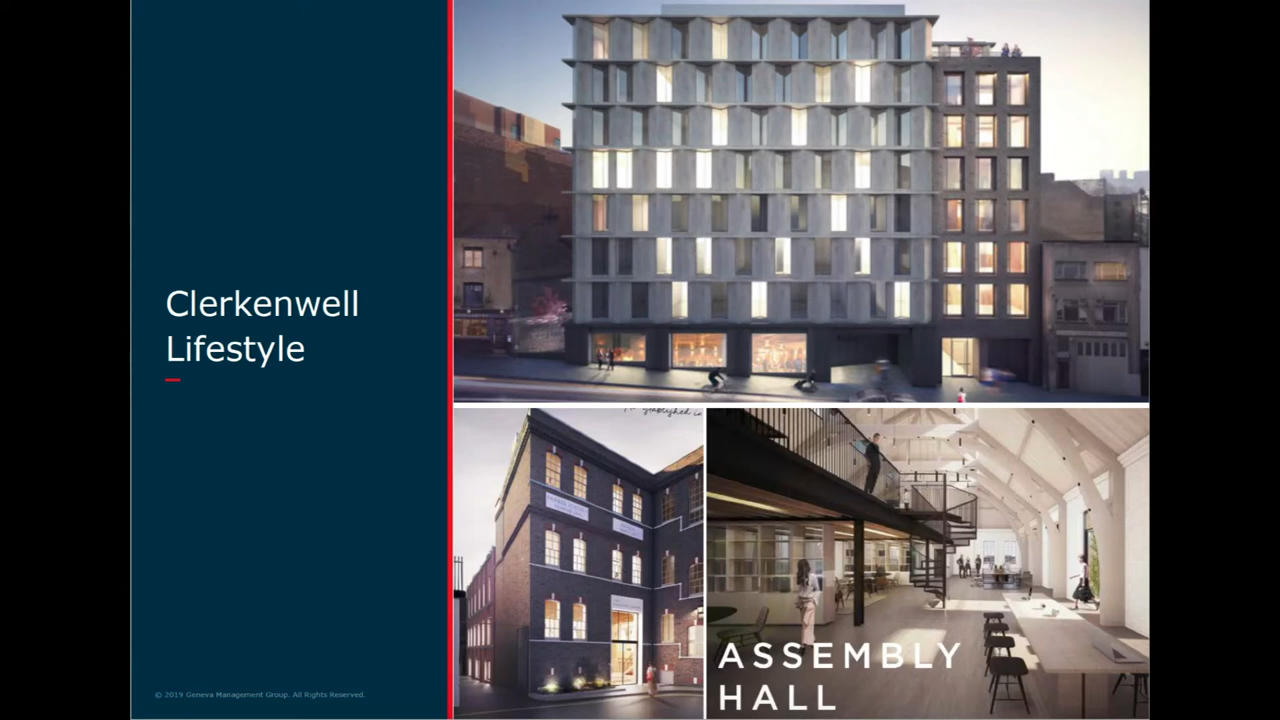 Clerkenwell
Lifestyle
ASSEMBLY
HALL
© 2019 Geneva Management Group. All Rights Reserved.